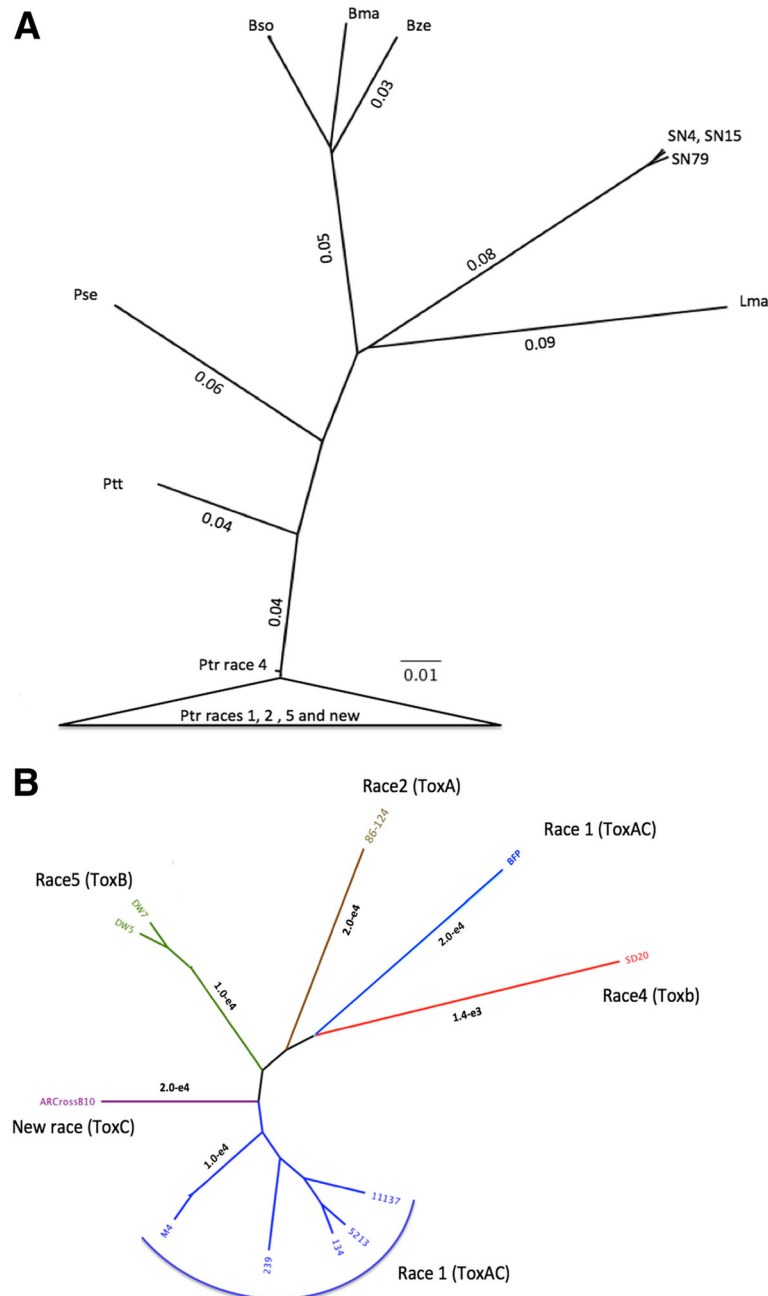 A
Bso
Bma
Bze
0.03
SN4, SN15
SN79
0.05
0.08
Pse
Lma
0.09
0.06
Ptt
0.04
0.04
Ptr race 4
0.01
Ptr races 1, 2 , 5 and new
B
Race2 (ToxA)
86-124
Race 1 (ToxAC)
BFP
Race5 (ToxB)
DW7
DW5
2.0-e4
2.0-e4
SD20
1.0-e4
1.4-e3
Race4 (Toxb)
2.0-e4
ARCrossB10
New race (ToxC)
1.0-e4
11137
M4
239
134
5213
Race 1 (ToxAC)